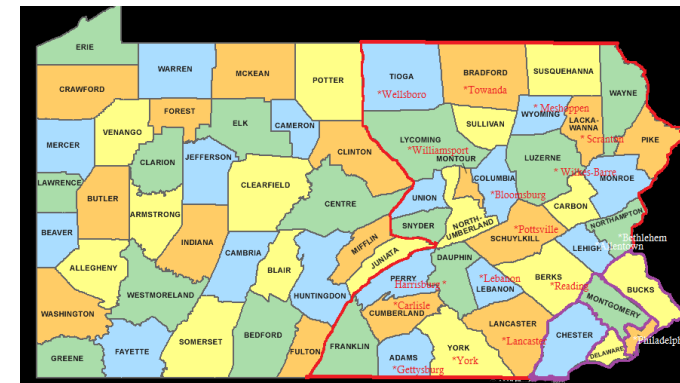 ERIE
WARREN
MCKEAN
POTTER
TIOGA
*Wellsboro
BRADFORD
*Towanda
SUSQUEHANNA
WAYNE
CRAWFORD
FOREST
VENANGO
ELK
CAMERON
MERCER
CLARION
JEFFERSON
CLINTON
LYCOMING
*Williamsport
SULLIVAN
WYOMING
* Meshoppen
LACKA-
WANNA
* Scranton
PIKE
MONTOUR
COLUMBIA
*Bloomsburg
LUZERNE
* Wilkes-Barre
MONROE
LAWRENCE
BUTLER
ARMSTRONG
CLEARFIELD
CENTRE
UNION
SNYDER
NORTH-
UMBERLAND
CARBON
NORTHAMPTON
BEAVER
ALLEGHENY
INDIANA
CAMBRIA
BLAIR
MIFFLIN
JUNIATA
*Pottsville
SCHUYLKILL
LEHIGH
*Bethlehem
DAUPHIN
PERRY
Harrisburg *
*Lebanon
LEBANON
BERKS
*Reading
BUCKS
MONTGOMERY
WESTMORELAND
HUNTINGDON
*Carlisle
CUMBERLAND
LANCASTER
*Lancaster
CHESTER
DELAWARE
WASHINGTON
GREENE
FAYETTE
SOMERSET
BEDFORD
FULTON
FRANKLIN
ADAMS
*Gettysburg
YORK
*York